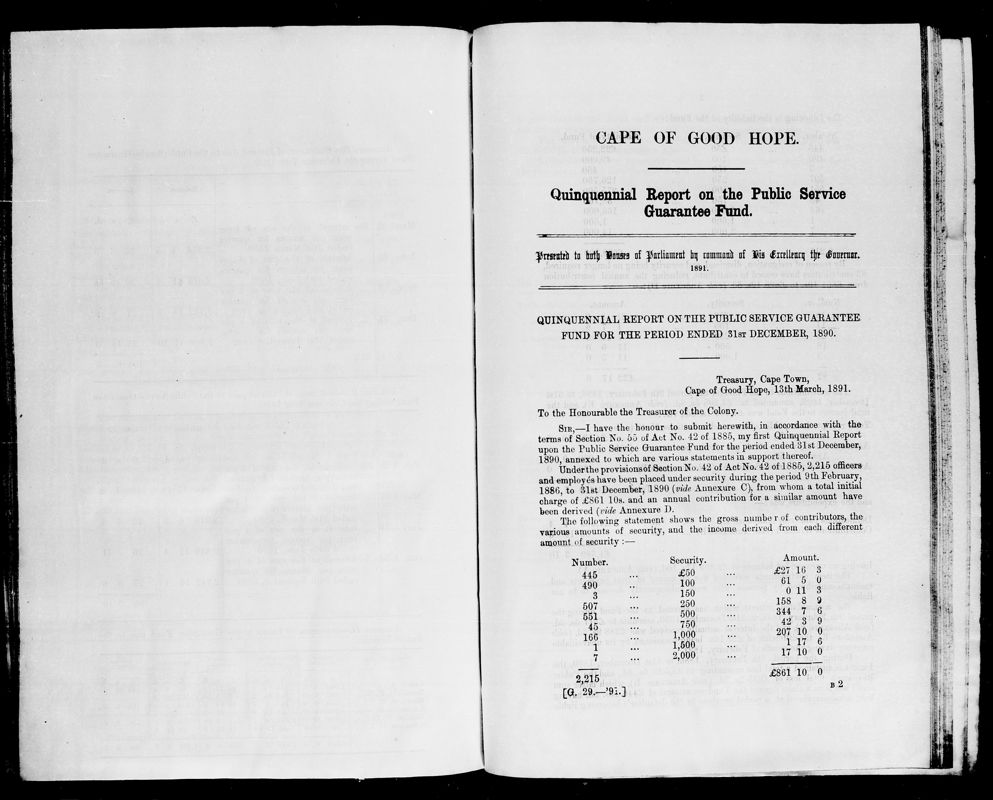 CAPE OF GOOD HOPE.
Quinquennial Report on the Public Service
Guarantee Fund.
Presented to both Houses of Parliament by command of His Excellency the Governor.
1891.
QUINQUENNIAL REPORT ON THE PUBLIC SERVICE GUARANTEE
FUND FOR THE PERIOD ENDED 31ST DECEMBER, 1890.
Treasury, Cape Town,
Cape of Good Hope, 13th March, 1891.
To the Honourable the Treasurer of the Colony.
SIR,—I have the honour to submit herewith, in accordance with the
terms of Section No. 55 of Act No. 42 of 1885, my first Quinquennial Report
upon the Public Service Guarantee Fund for the period ended 31st December,
1890, annexed to which are various statements in support thereof.
Under the provisions of Section No. 42 of Act No. 42 of 1885, 2,215 officers
and employés have been placed under security during the period 9th February,
1886, to 31st December, 1890 (vide Annexure C), from whom a total initial
charge of £861 10s. and an annual contribution for a similar amount have
been derived (vide Annexure D.
The following statement shows the gross number of contributors, the
various amounts of security, and the income derived from each different
amount of security :—
Number. Security. Amount.
445 ... £50 ... £27 16 3
490 .. 100 ... 61 5 0
3 ... 150 ... 0 11 3
507 ... 250 ... 158 8 9
551 ... 500 ... 344 7 6
45 ... 750 ... 42 3 9
166 ... 1,000 ... 207 10 0
1 ... 1,500 ... 1 17 6
7 ... 2,000 ... 17 10 0
2,215 £861 10 0
[G. 29.—'91.] B 2